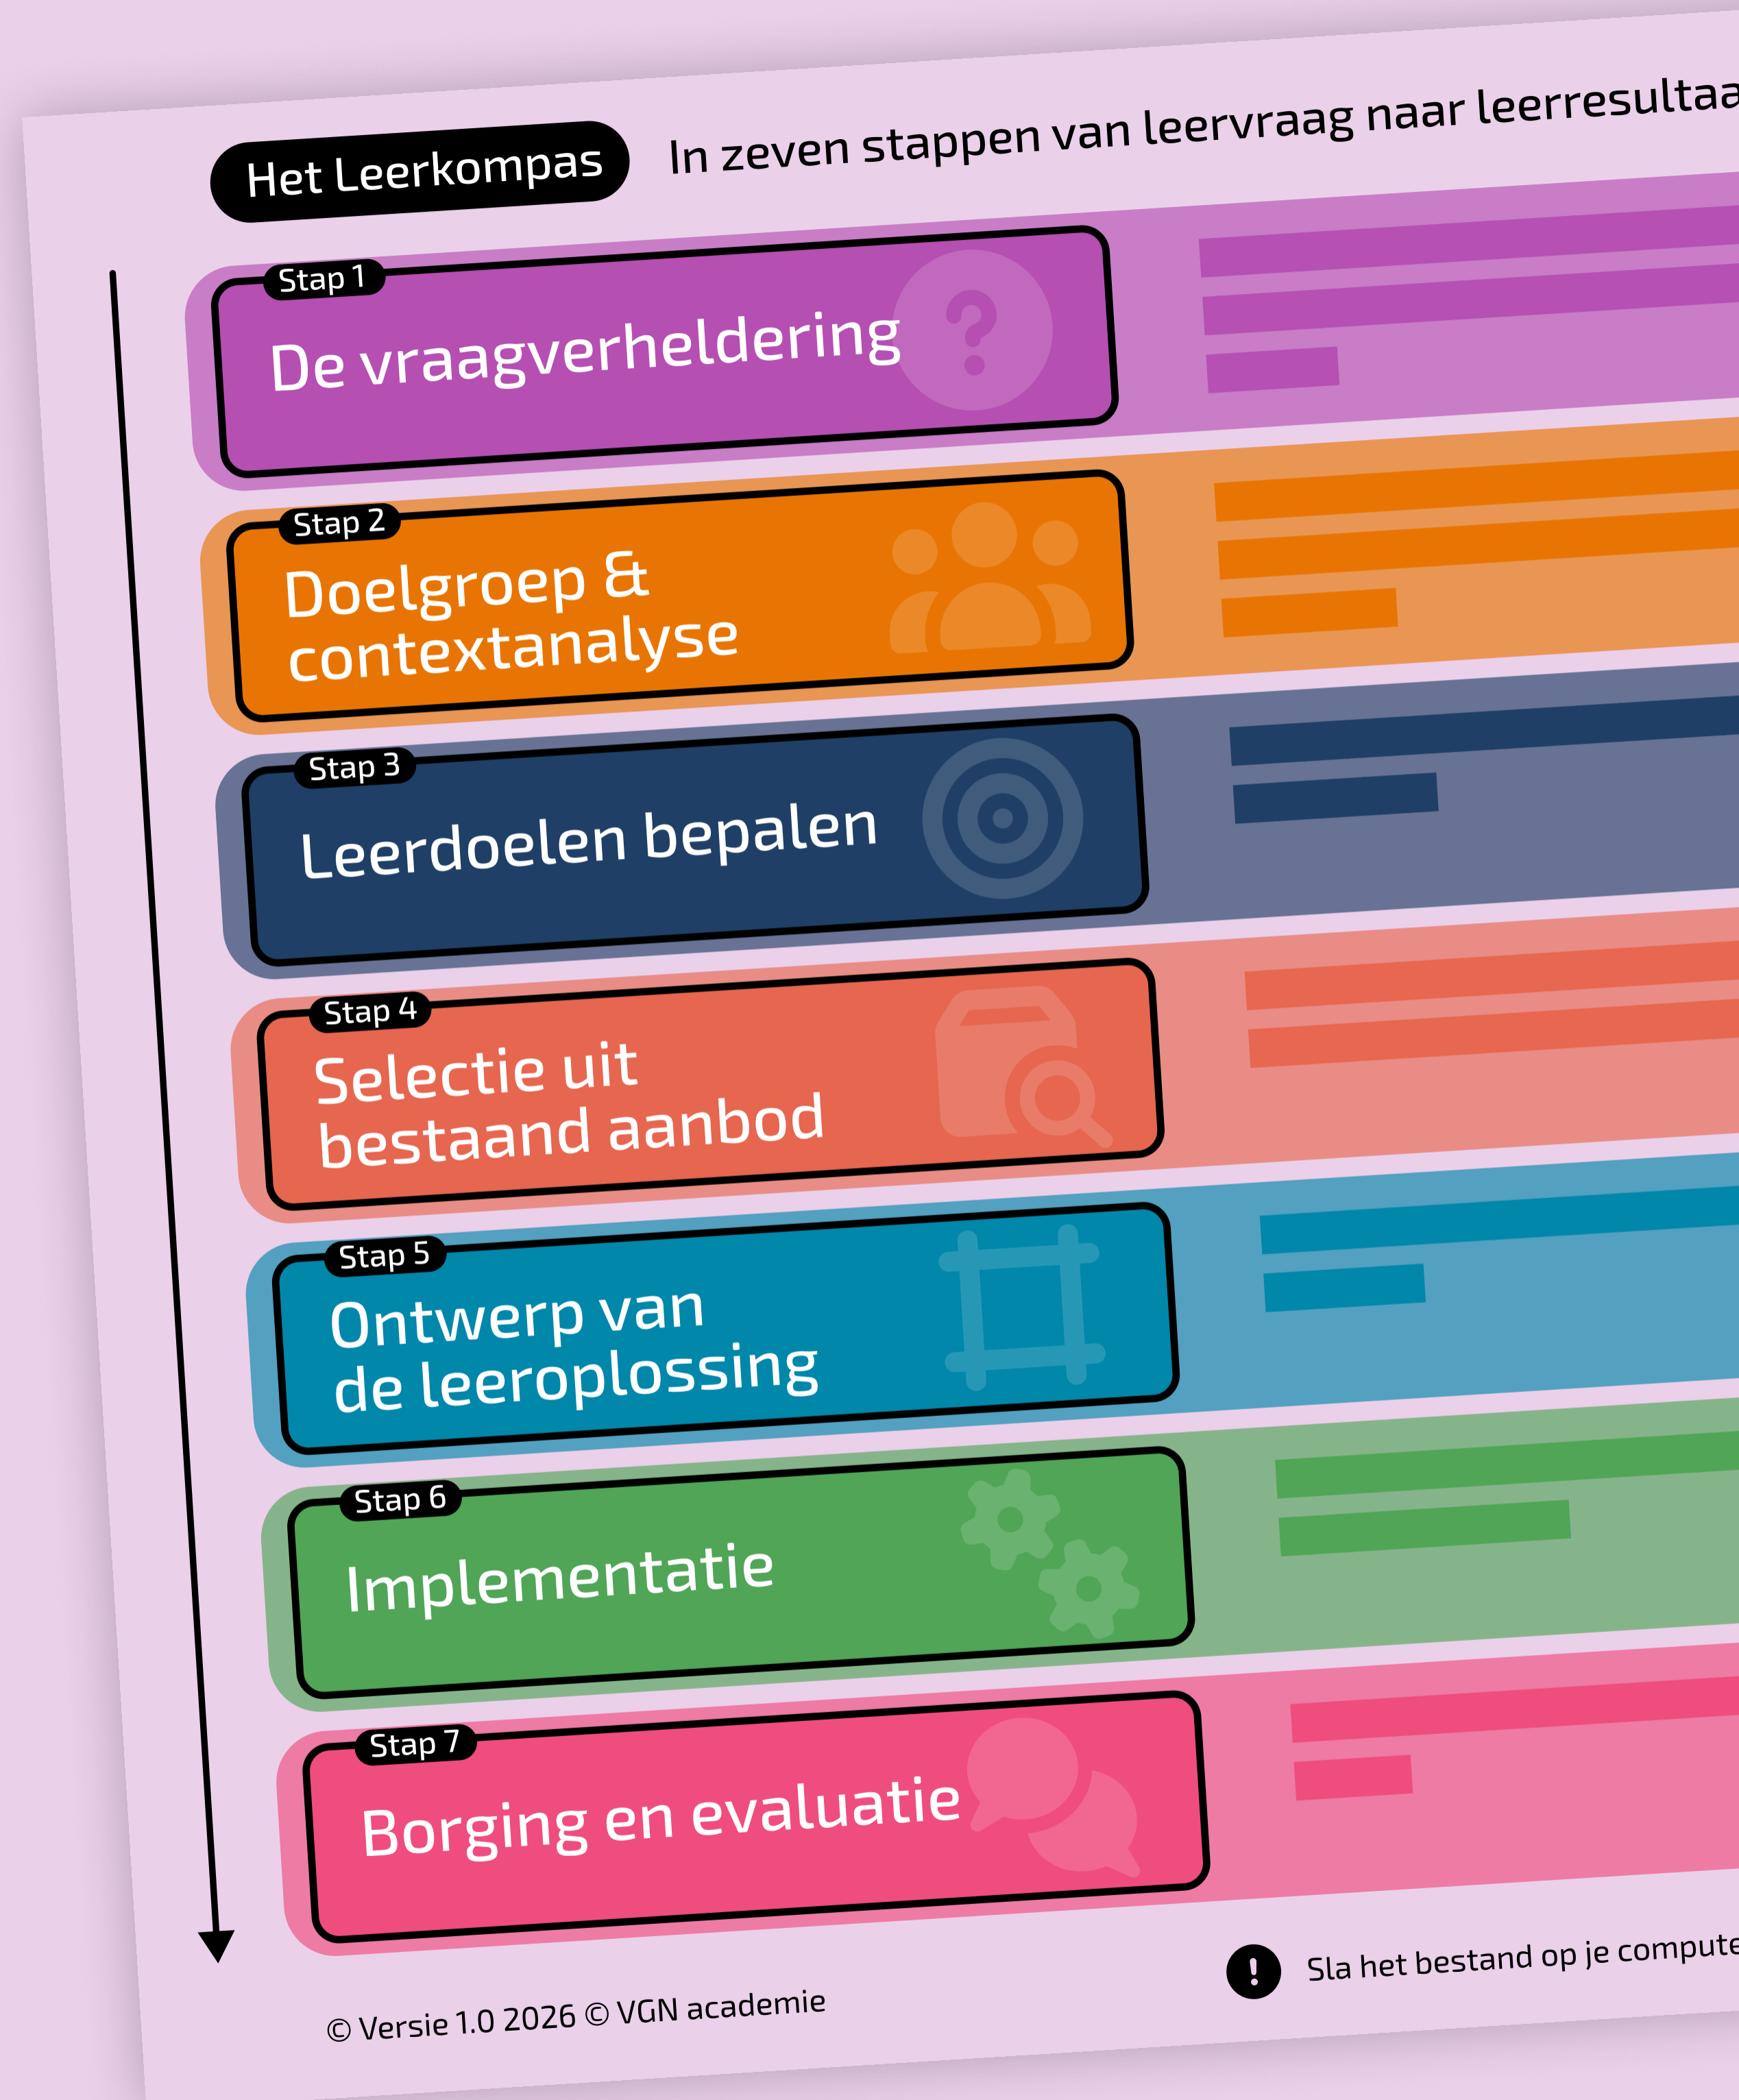 Het Leerkompas
In zeven stappen van leervraag naar leerresultaa
Stap 1
De vraagverheldering
Stap 2
Doelgroep &
contextanalyse
Stap 3
Leerdoelen bepalen
Stap 4
Selectie uit
bestaand aanbod
Stap 5
Ontwerp van
de leeroplossing
Stap 6
Implementatie
Stap 7
Borging en evaluatie
© Versie 1.0 2026 © VGN academie
Sla het bestand op je compute